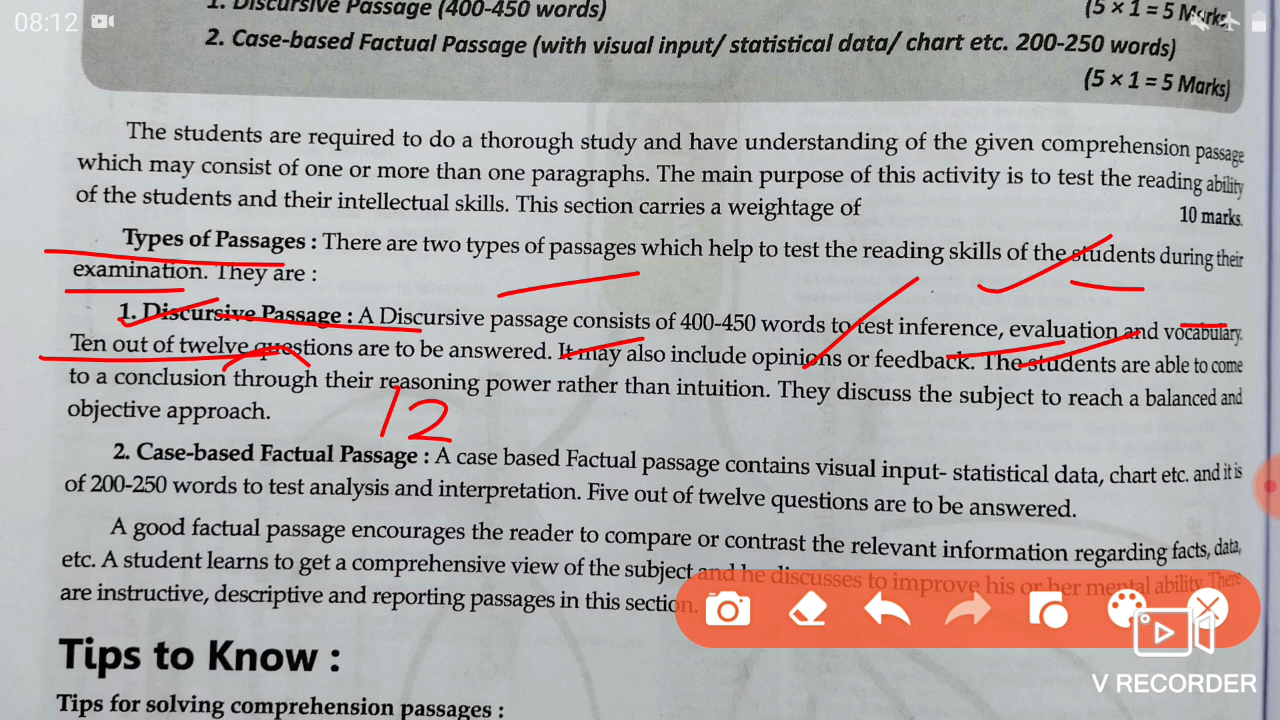 08:12
1. Discursive Passage (400-450 words) (5 × 1 = 5 Marks
2. Case-based Factual Passage (with visual input/ statistical data/ chart etc. 200-250 words)
(5 × 1 = 5 Marks)
The students are required to do a thorough study and have understanding of the given comprehension passage
which may consist of one or more than one paragraphs. The main purpose of this activity is to test the reading ability
of the students and their intellectual skills. This section carries a weightage of 10 marks.
Types of Passages : There are two types of passages which help to test the reading skills of the students during their
examination. They are :
1. Discursive Passage : A Discursive passage consists of 400-450 words to test inference, evaluation and vocabulary.
Ten out of twelve questions are to be answered. It may also include opinions or feedback. The students are able to come
to a conclusion through their reasoning power rather than intuition. They discuss the subject to reach a balanced and
objective approach.
12
2. Case-based Factual Passage : A case based Factual passage contains visual input- statistical data, chart etc. and it is
of 200-250 words to test analysis and interpretation. Five out of twelve questions are to be answered.
A good factual passage encourages the reader to compare or contrast the relevant information regarding facts, data,
etc. A student learns to get a comprehensive view of the subject and he discusses to improve his or her mental ability. There
are instructive, descriptive and reporting passages in this section.
Tips to Know :
Tips for solving comprehension passages :
V RECORDER